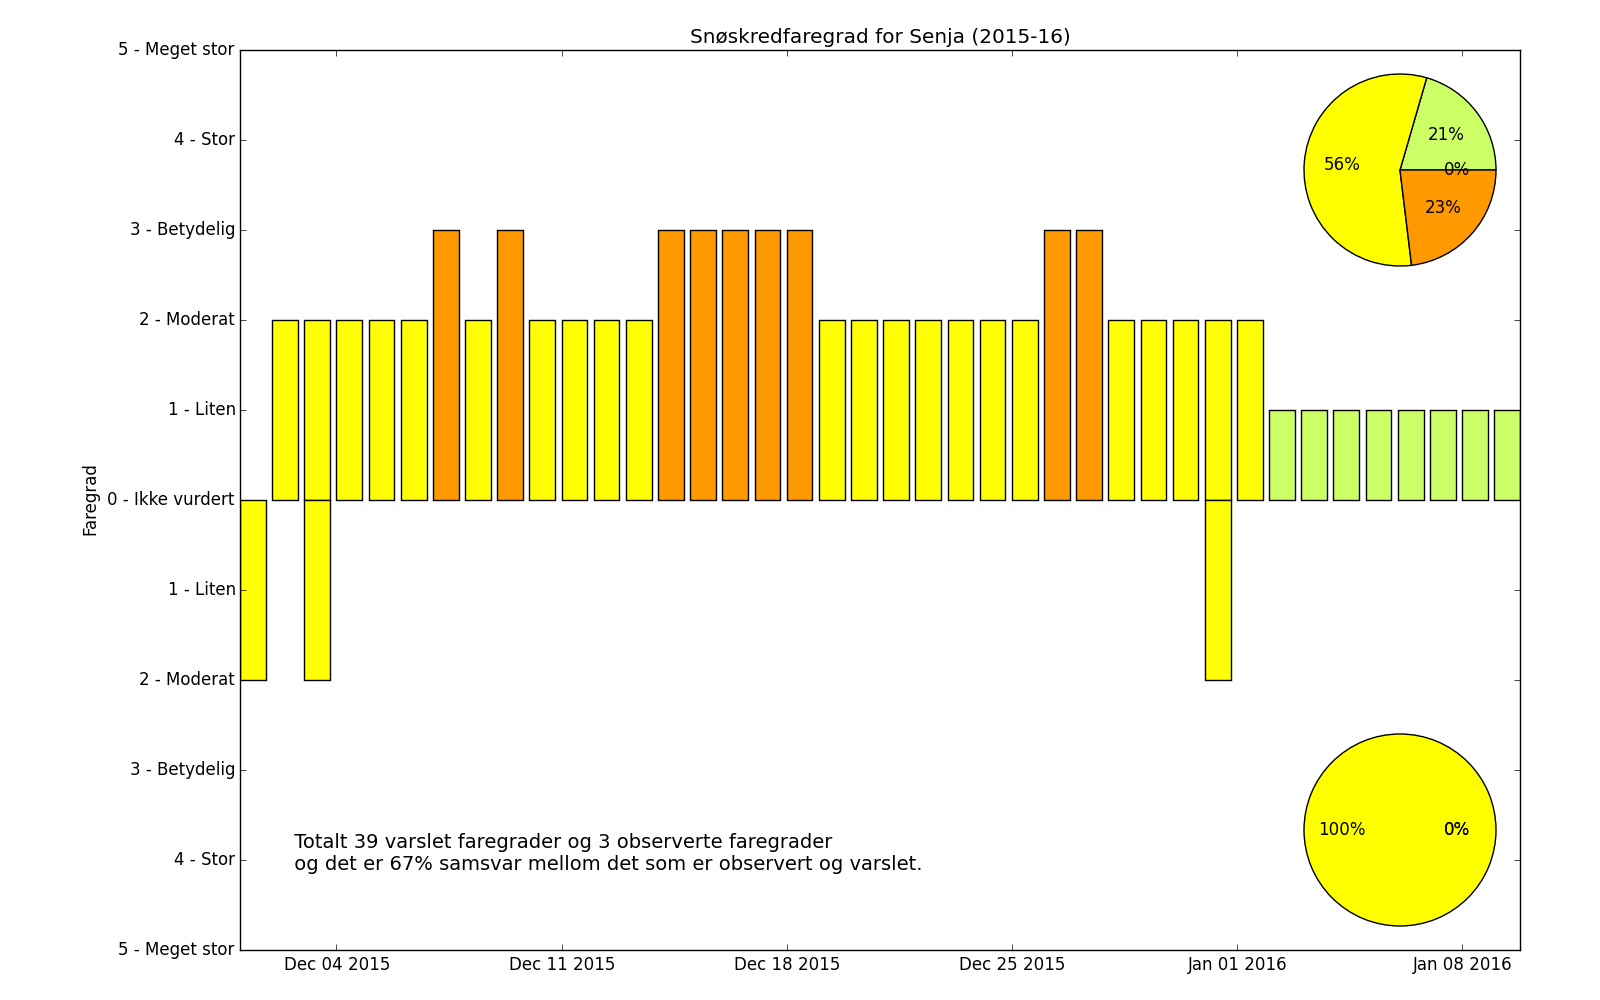 Snøskredfaregrad for Senja (2015-16)
5 - Meget stor
4 - Stor
3 - Betydelig
2 - Moderat
1 - Liten
0 - Ikke vurdert
1 - Liten
2 - Moderat
3 - Betydelig
4 - Stor
5 - Meget stor
Faregrad
21%
56%
0%
23%
100%
0%
Totalt 39 varslet faregrader og 3 observerte faregrader
og det er 67% samsvar mellom det som er observert og varslet.
Dec 04 2015
Dec 11 2015
Dec 18 2015
Dec 25 2015
Jan 01 2016
Jan 08 2016